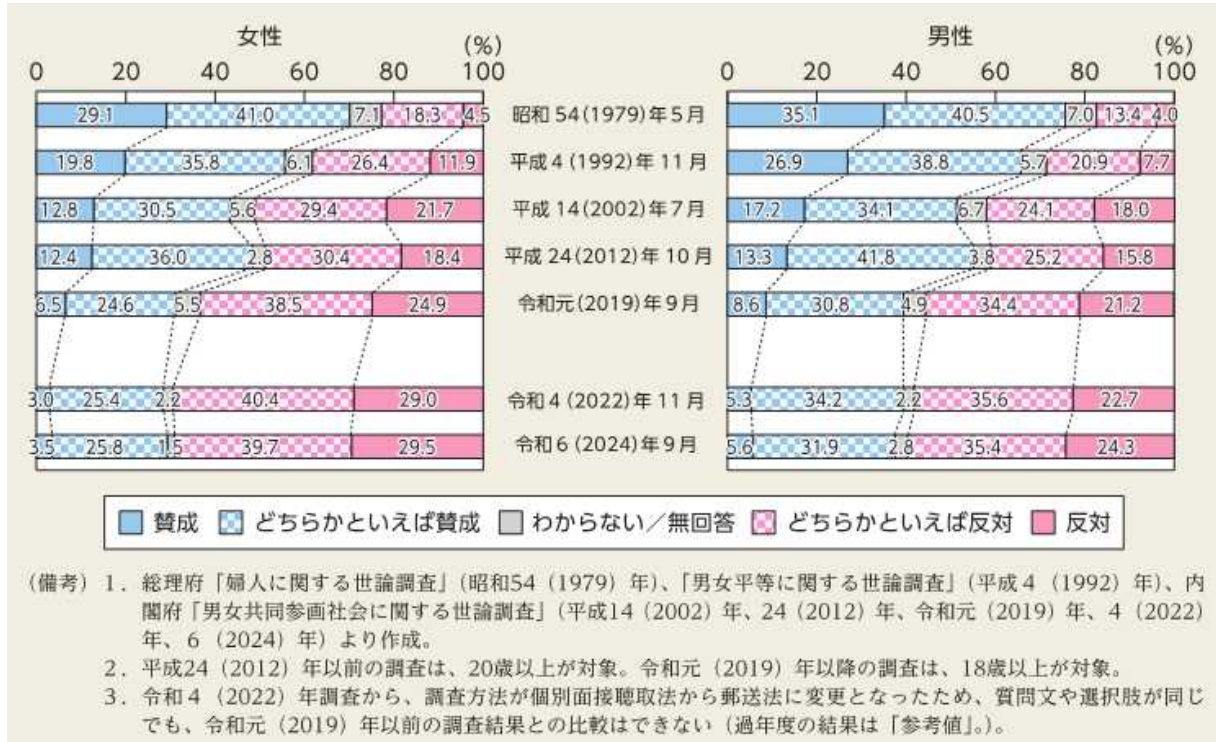 女性
(%)
0 20 40 60 80 100
男性
(%)
0 20 40 60 80 100
29.1 41.0 7.1 18.3 4.5 昭和54(1979)年5月 35.1 40.5 7.0 13.4 4.0
19.8 35.8 6.1 26.4 11.9 平成4(1992)年11月 26.9 38.8 5.7 20.9 7.7
12.8 30.5 5.6 29.4 21.7 平成14(2002)年7月 17.2 34.1 6.7 24.1 18.0
12.4 36.0 2.8 30.4 18.4 平成24(2012)年10月 13.3 41.8 3.8 25.2 15.8
6.5 24.6 5.5 38.5 24.9 令和元(2019)年9月 8.6 30.8 4.9 34.4 21.2
3.0 25.4 2.2 40.4 29.0 令和4(2022)年11月 5.3 34.2 2.2 35.6 22.7
3.5 25.8 1.5 39.7 29.5 令和6(2024)年9月 5.6 31.9 2.8 35.4 24.3
賛成 どちらかといえば賛成 わからない／無回答 どちらかといえば反対 反対
（備考）1．総理府「婦人に関する世論調査」（昭和54（1979）年）、「男女平等に関する世論調査」（平成4（1992）年）、内
閣府「男女共同参画社会に関する世論調査」（平成14（2002）年、24（2012）年、令和元（2019）年、4（2022）
年、6（2024）年）より作成。
2．平成24（2012）年以前の調査は、20歳以上が対象。令和元（2019）年以降の調査は、18歳以上が対象。
3．令和4（2022）年調査から、調査方法が個別面接聴取法から郵送法に変更となったため、質問文や選択肢が同じ
でも、令和元（2019）年以前の調査結果との比較はできない（過年度の結果は「参考値」。）。